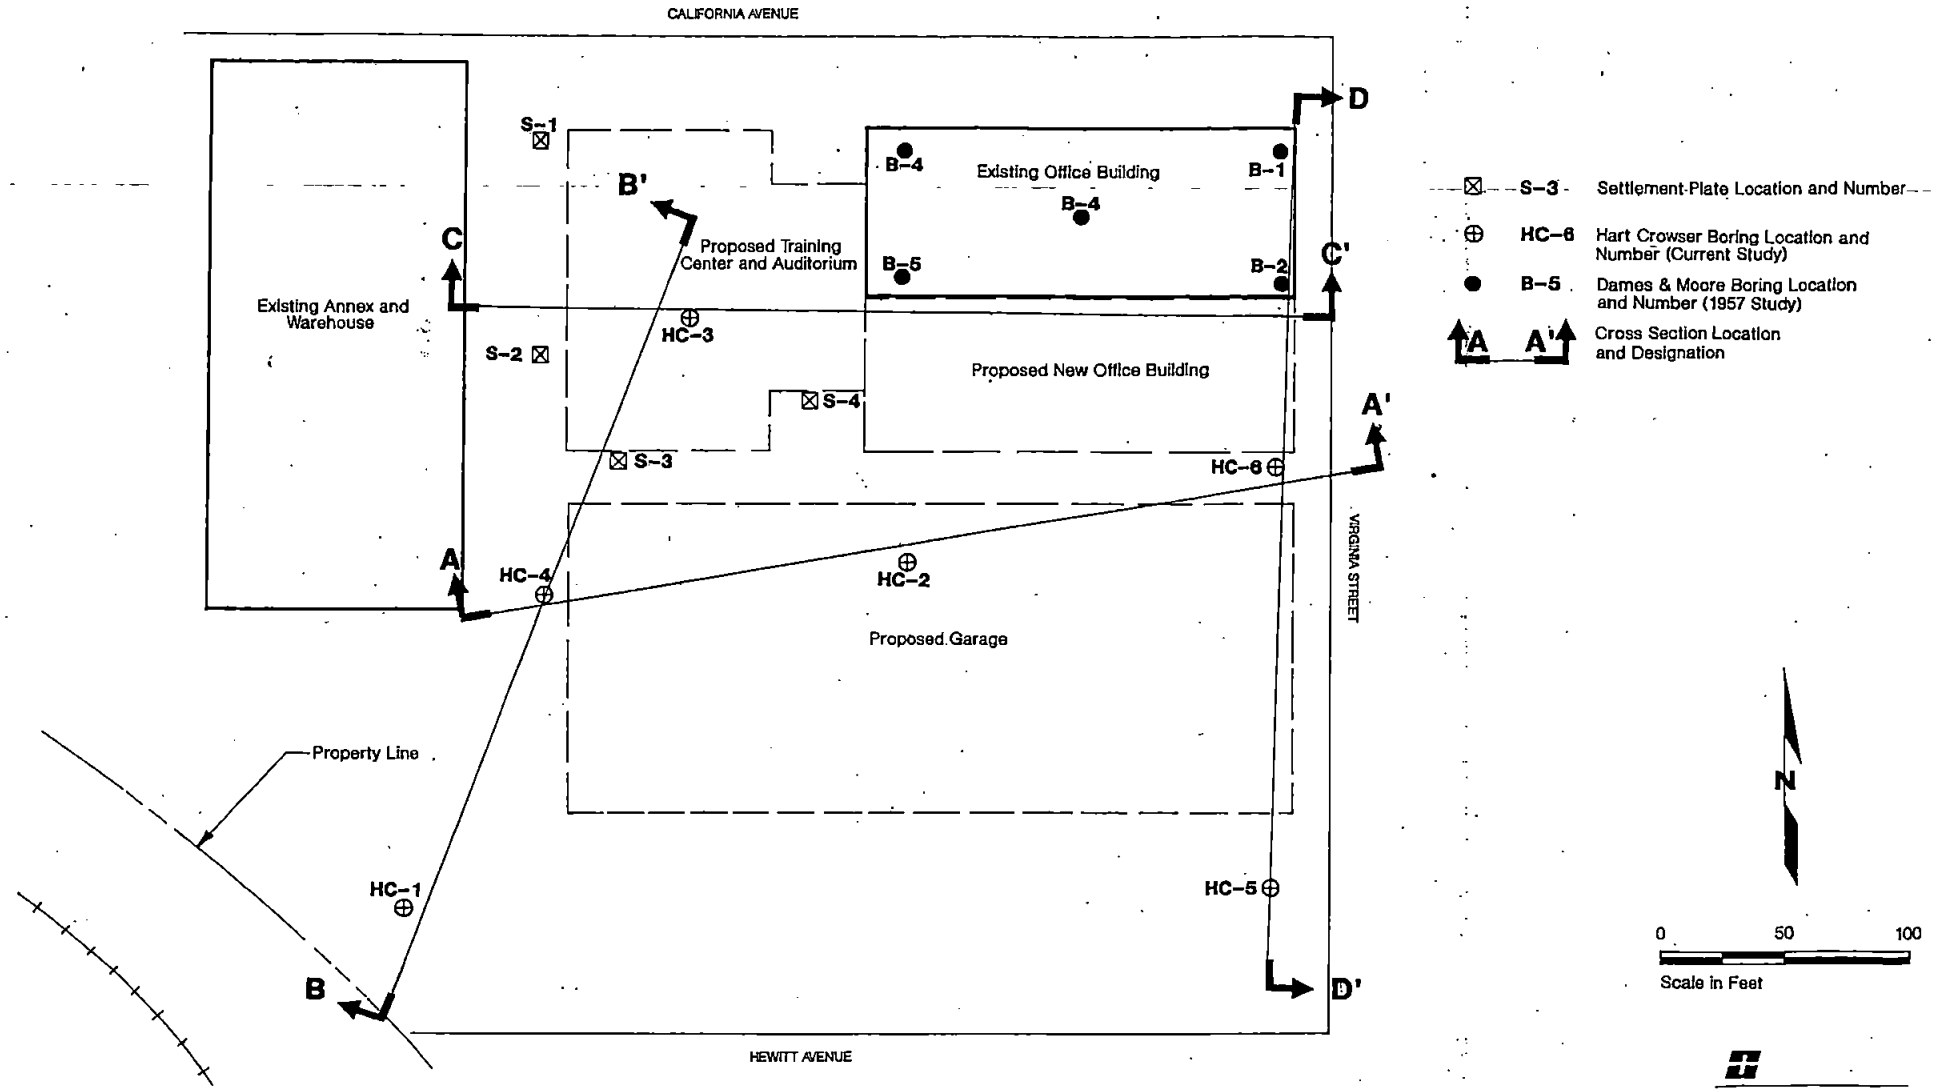 CALIFORNIA AVENUE
D
S-1
B-4
Existing Office Building
B-1
B'
B-4
S-3
Settlement Plate Location and Number
C
Proposed Training
Center and Auditorium
B-5
B-2
C'
HC-6
Hart Crowser Boring Location and
Number (Current Study)
B-5
Dames & Moore Boring Location
and Number (1957 Study)
Existing Annex and
Warehouse
HC-3
A
A'
Cross Section Location
and Designation
S-2
Proposed New Office Building
S-4
A'
S-3
HC-6
VIRGINIA STREET
A
HC-4
HC-2
Proposed Garage
Property Line
N
HC-1
HC-5
0 50 100
Scale in Feet
B
D'
HEWITT AVENUE